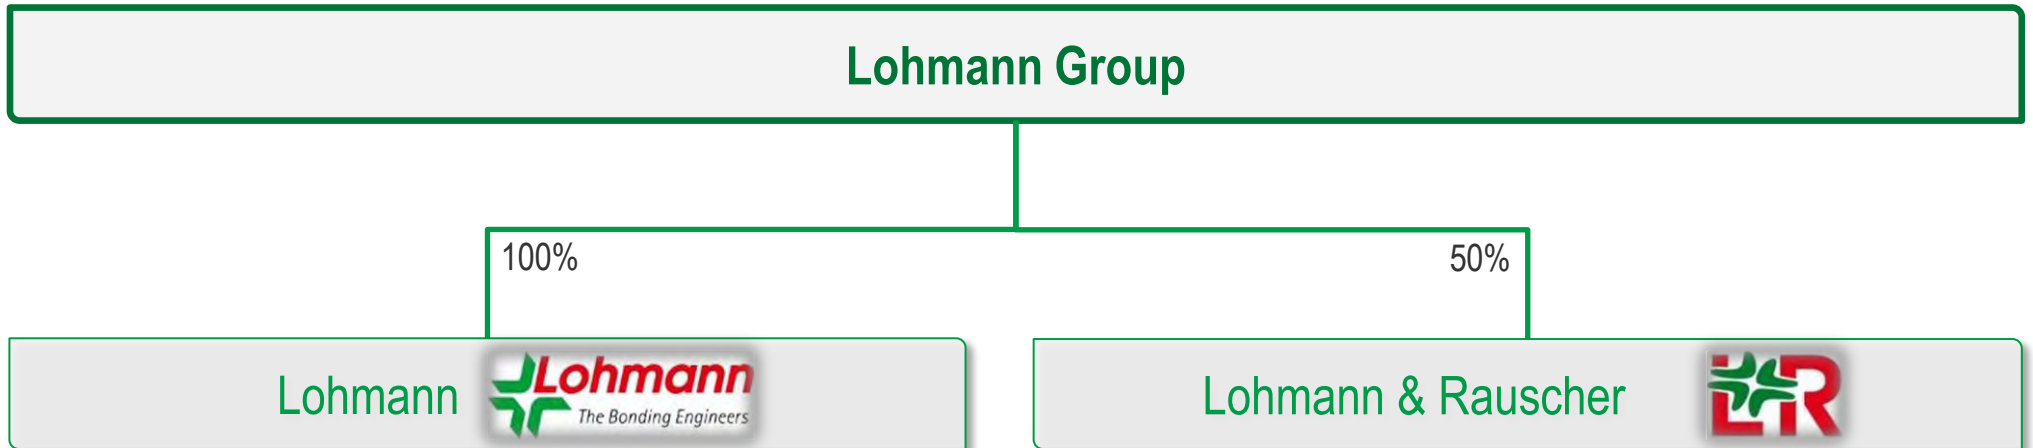 Lohmann Group
100%
50%
Lohmann
Lohmann
The Bonding Engineers
Lohmann & Rauscher
L&R